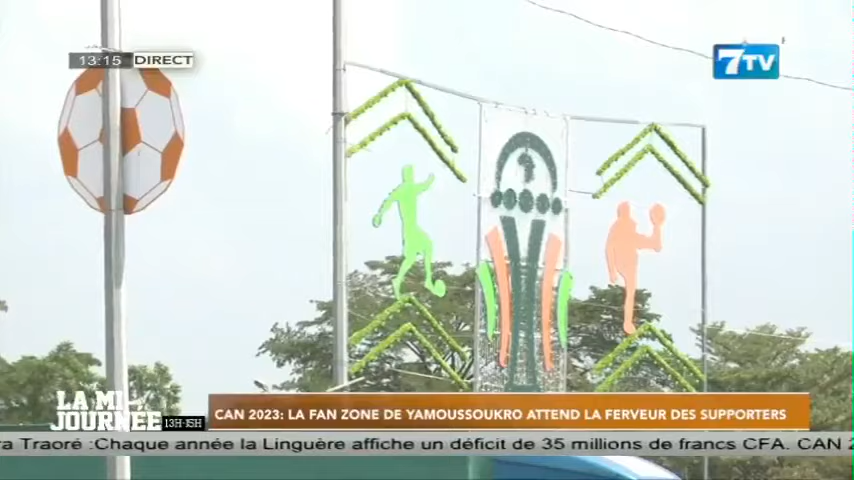 13:15 DIRECT
7TV
LA MI
JOURNÉE
13H-15H
CAN 2023: LA FAN ZONE DE YAMOUSSOUKRO ATTEND LA FERVEUR DES SUPPORTERS
ra Traoré :Chaque année la Linguère affiche un déficit de 35 millions de francs CFA. CAN 2